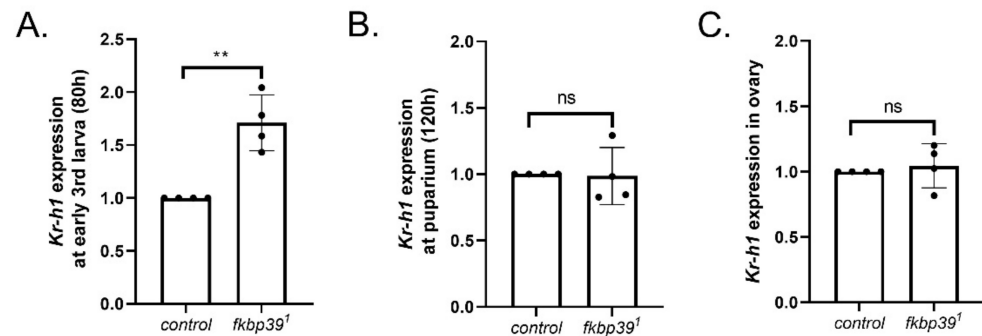 A.
Kr-h1 expression
at early 3rd larva (80h)
2.5
2.0
1.5
1.0
0.5
0.0
**
control
fkbp39¹
B.
Kr-h1 expression
at puparium (120h)
2.0
1.5
1.0
0.5
0.0
ns
control
fkbp39¹
C.
Kr-h1 expression in ovary
2.0
1.5
1.0
0.5
0.0
ns
control
fkbp39¹